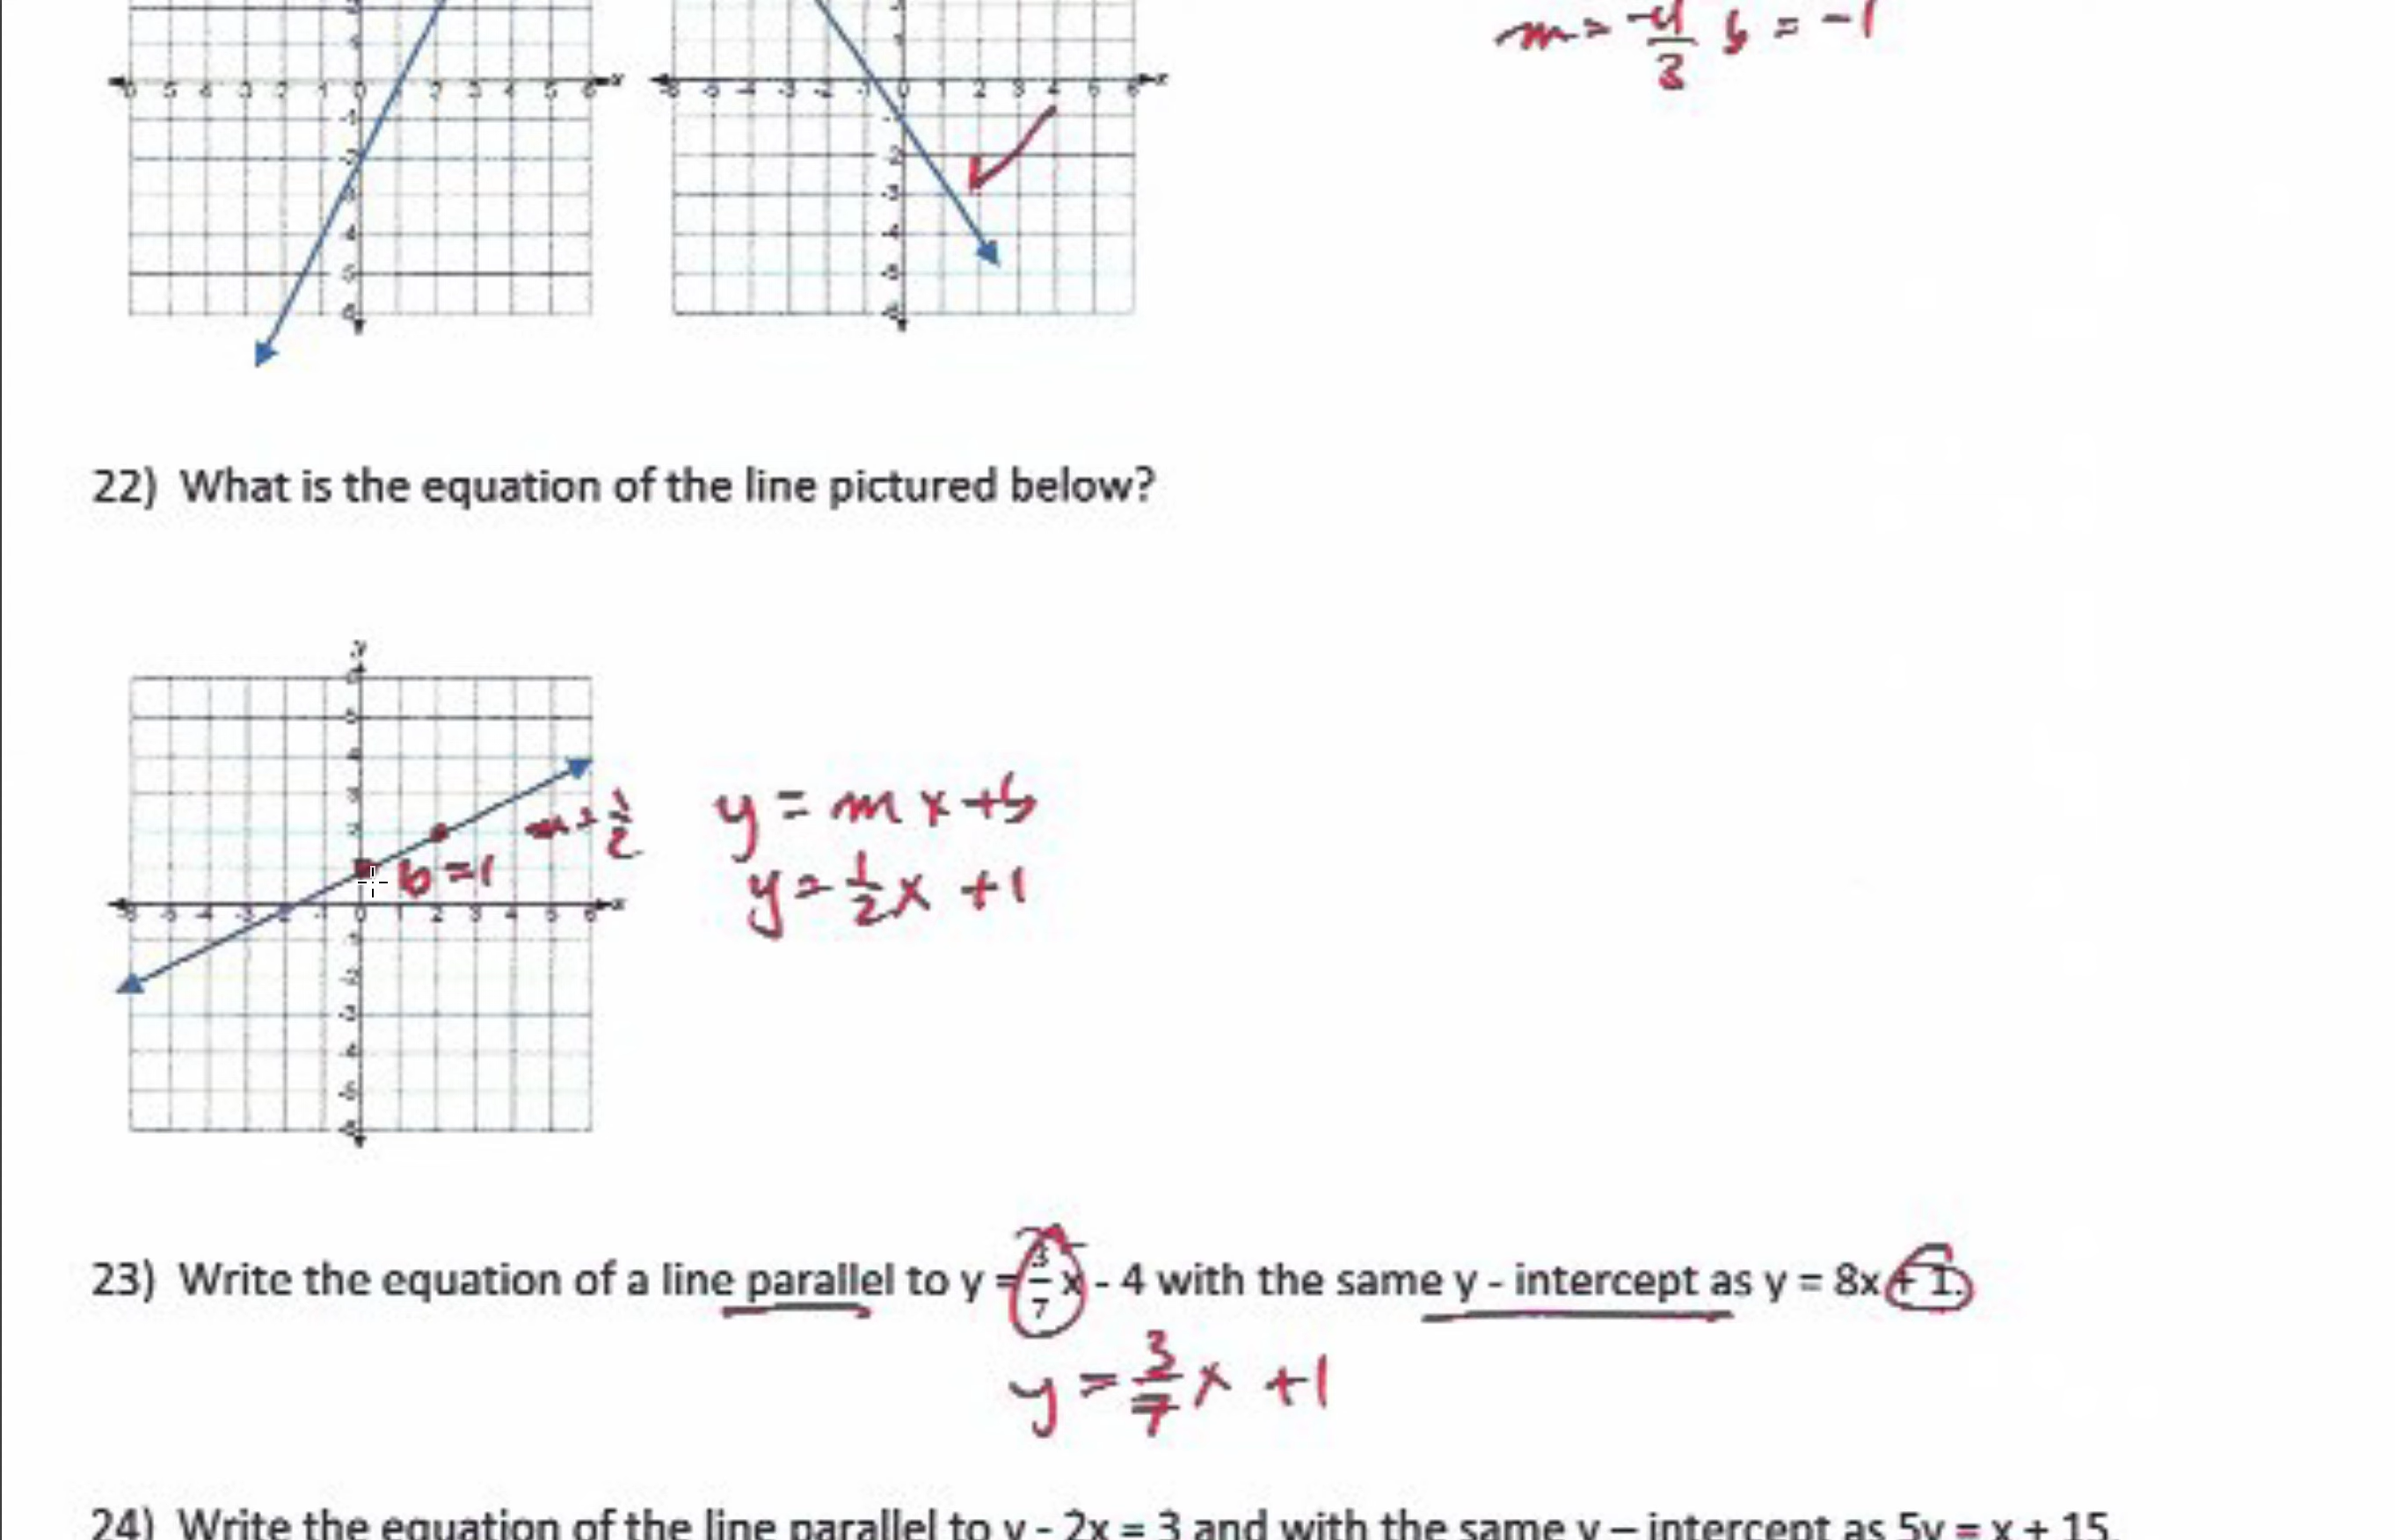 m = -4/3 b = -1
22) What is the equation of the line pictured below?
y
m = 1/2
y = mx + b
b = 1
y = 1/2 x + 1
x
23) Write the equation of a line parallel to y = 3/7 x - 4 with the same y - intercept as y = 8x + 1.
y = 3/7 x + 1
24) Write the equation of the line parallel to y - 2x = 3 and with the same y – intercept as 5y = x + 15.